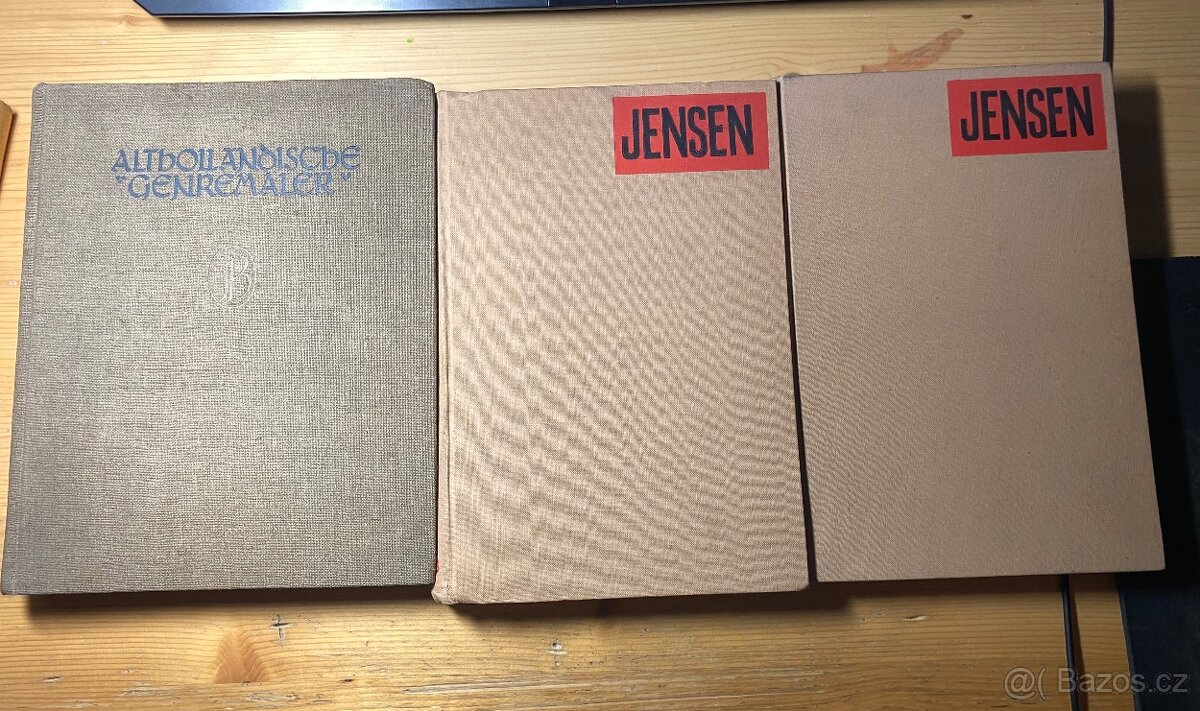 ALTHOLLÄNDISCHE
GENREMALER
B
JENSEN
JENSEN
@( Bazos.cz